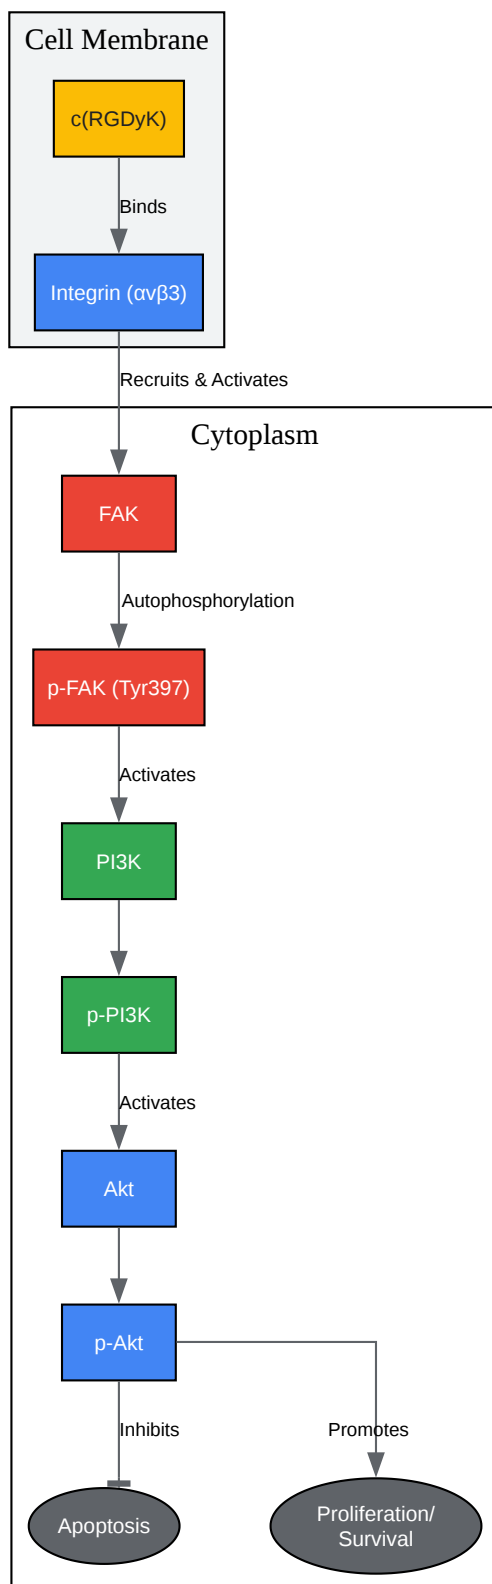 Cell Membrane
c(RGDyK)
Binds
Integrin (αvβ3)
Recruits & Activates
Cytoplasm
FAK
Autophosphorylation
p-FAK (Tyr397)
Activates
PI3K
p-PI3K
Activates
Akt
p-Akt
Inhibits
Promotes
Apoptosis
Proliferation/
Survival